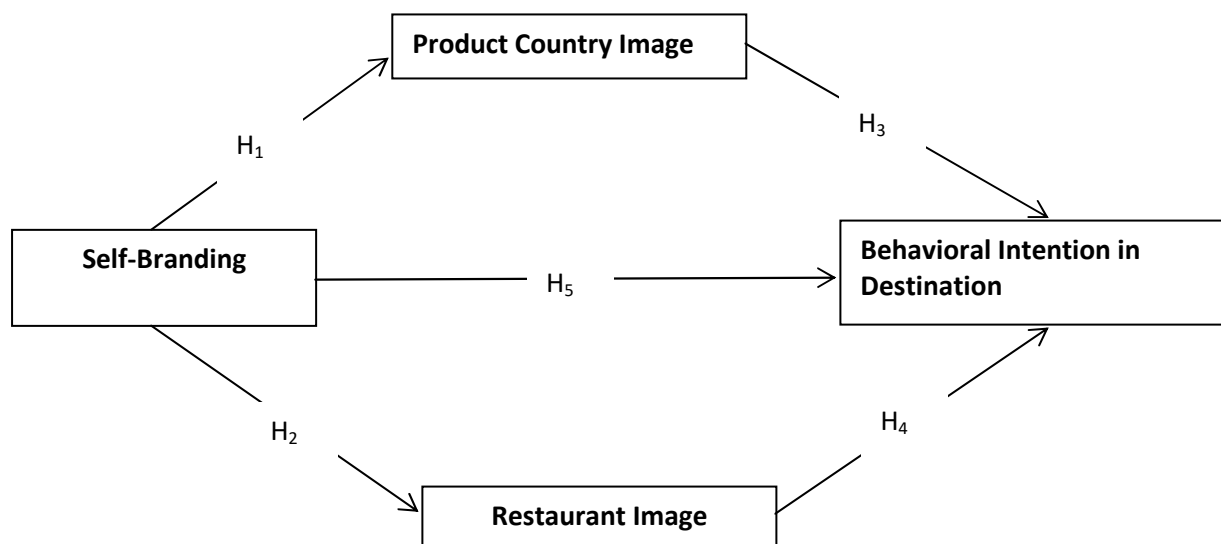 Product Country Image
H₁
H₃
Self-Branding
Behavioral Intention in
Destination
H₅
H₂
H₄
Restaurant Image